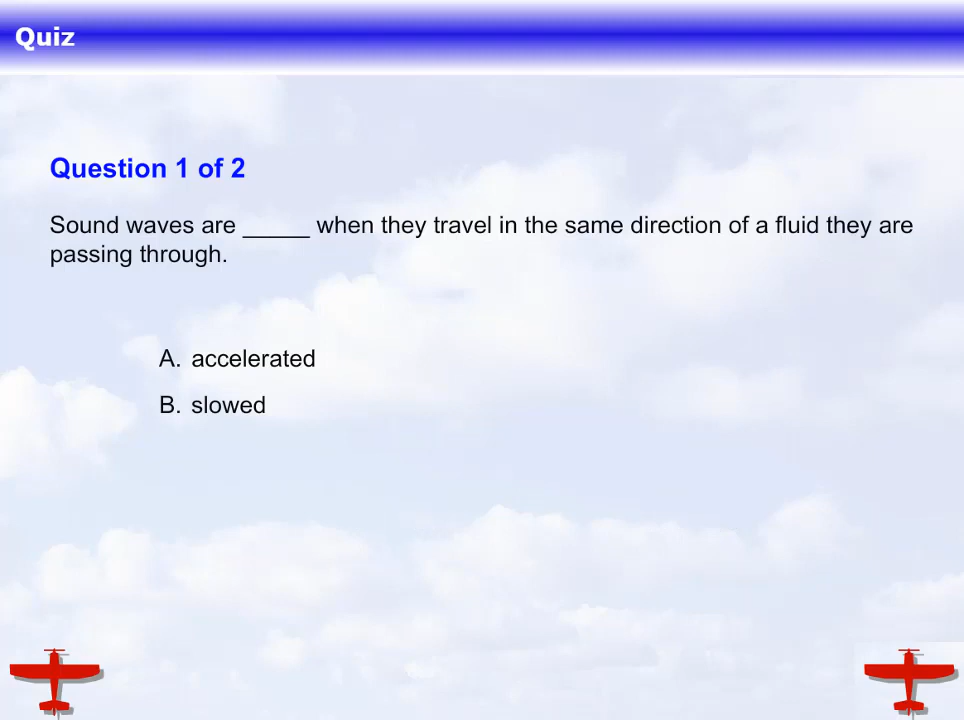 Quiz
Question 1 of 2
Sound waves are _____ when they travel in the same direction of a fluid they are
passing through.
A. accelerated
B. slowed